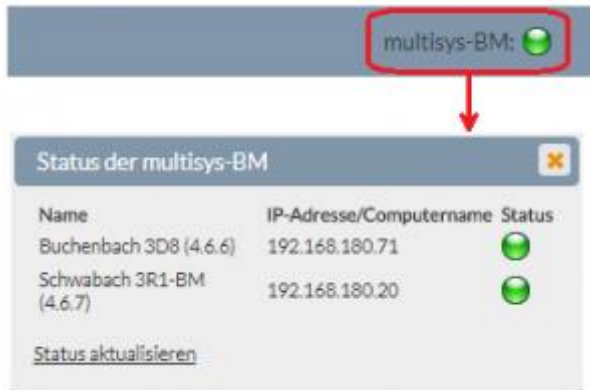 multisys-BM:
Status der multisys-BM
Name IP-Adresse/Computername Status
Buchenbach 3D8 (4.6.6) 192.168.180.71
Schwabach 3R1-BM
(4.6.7) 192.168.180.20
Status aktualisieren